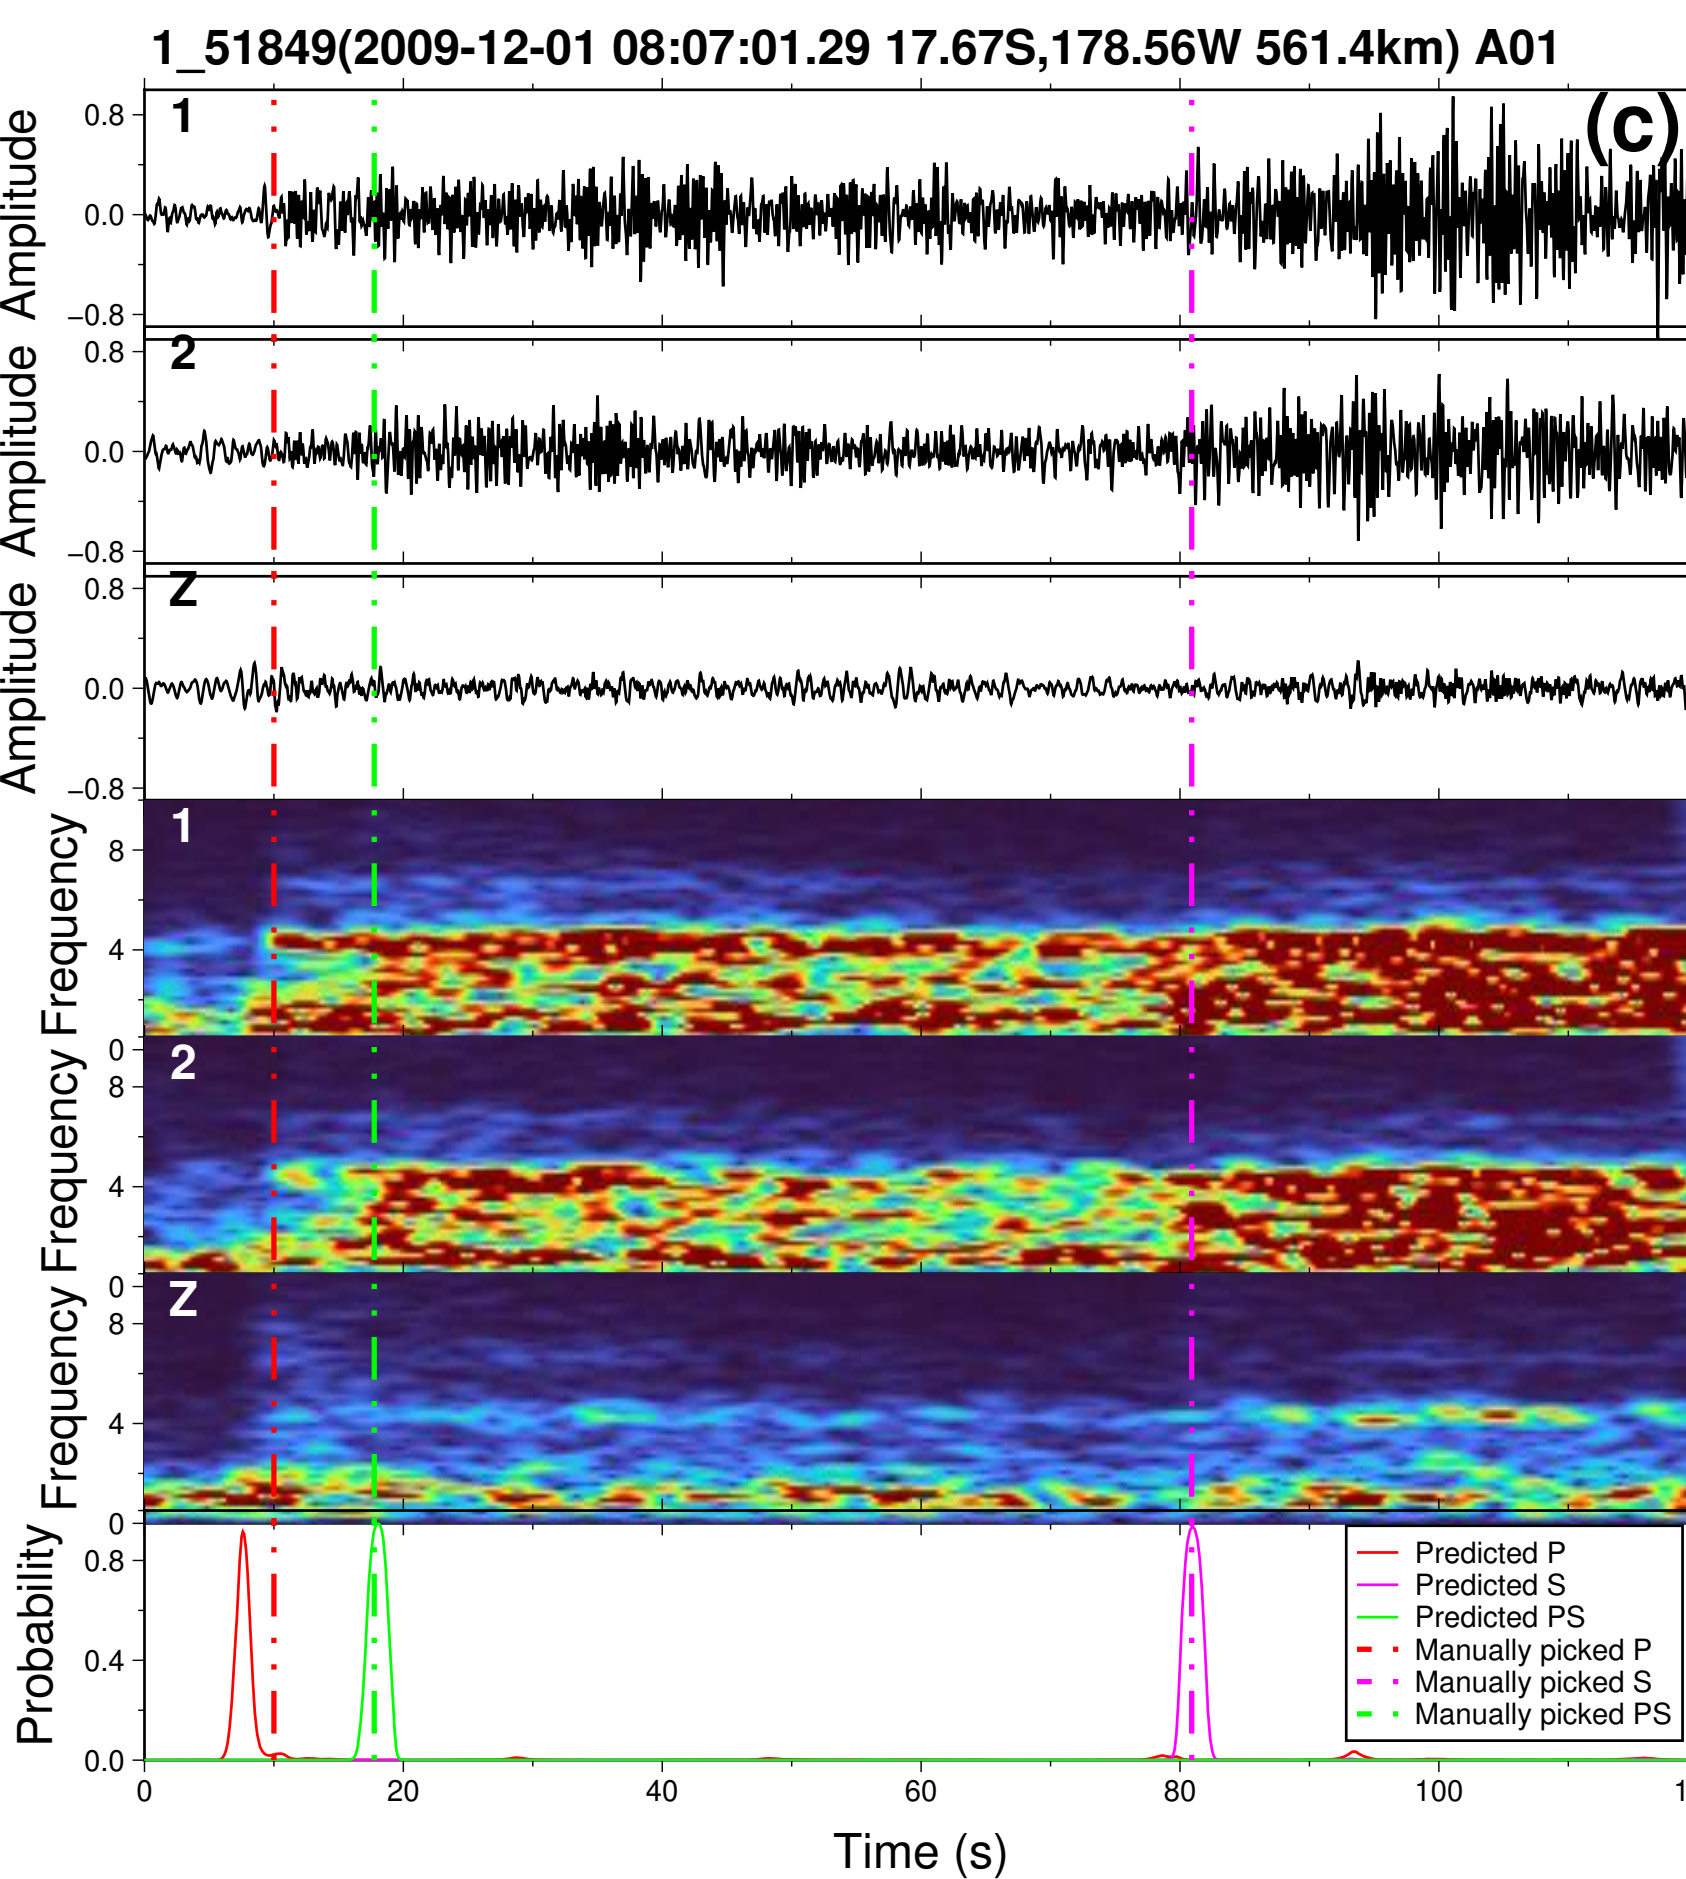 1_51849(2009-12-01 08:07:01.29 17.67S,178.56W 561.4km) A01
(c)
1
Amplitude
0.8
0.0
−0.8
2
Amplitude
0.8
0.0
−0.8
Z
Amplitude
0.8
0.0
−0.8
1
Frequency
8
4
0
2
Frequency
8
4
0
Z
Frequency
8
4
0
Probability
0.8
0.4
0.0
Predicted P
Predicted S
Predicted PS
Manually picked P
Manually picked S
Manually picked PS
0 20 40 60 80 100 1
Time (s)